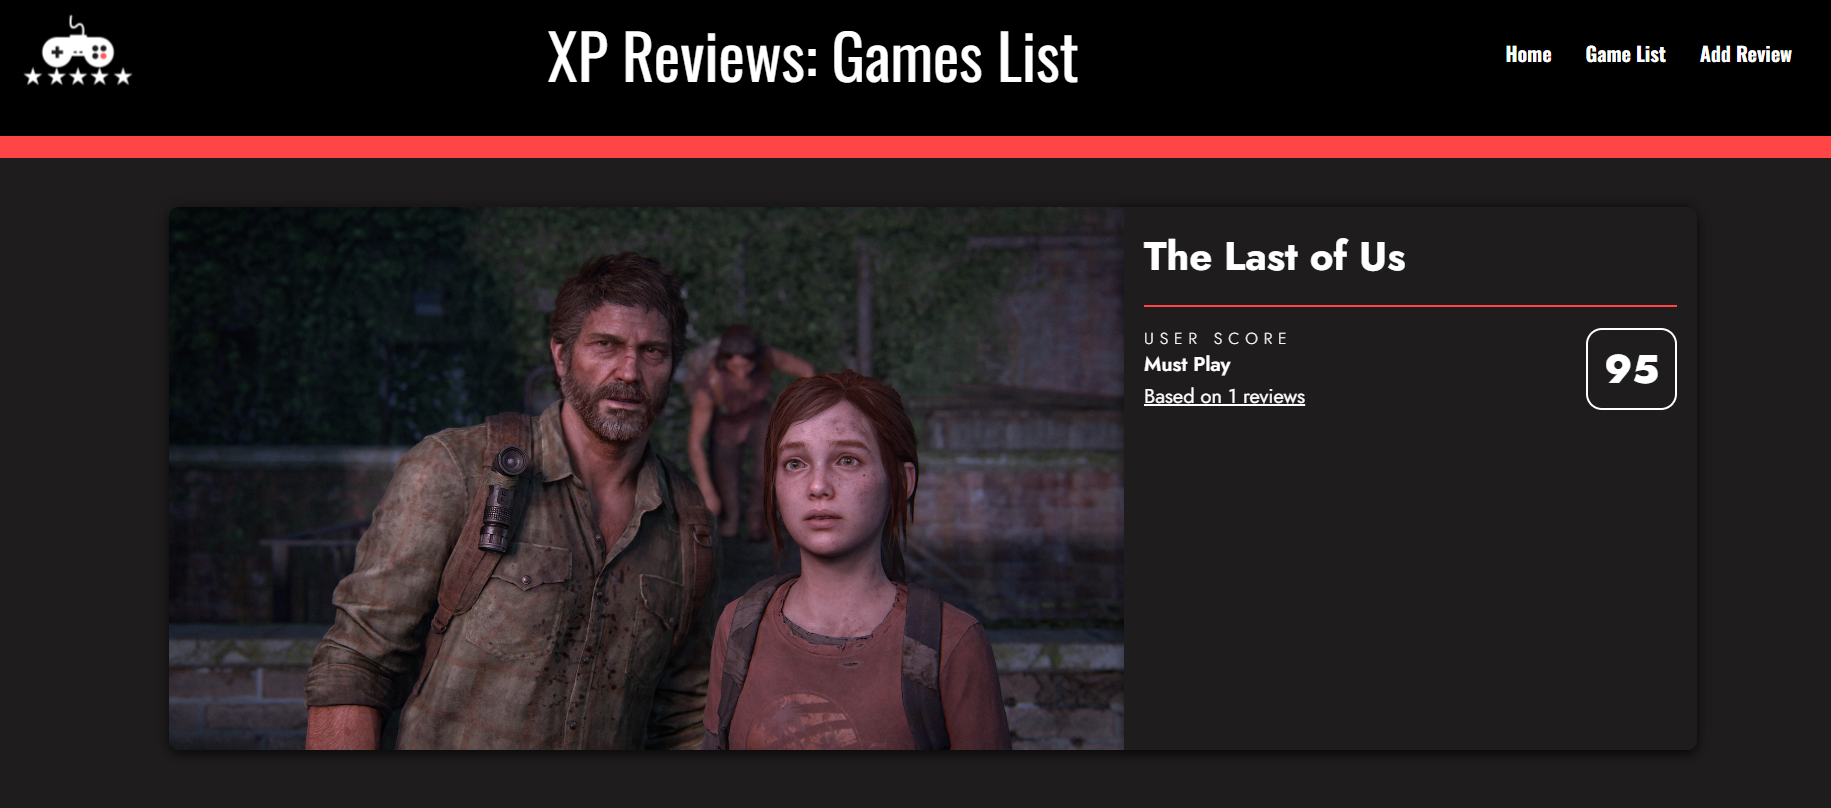 XP Reviews: Games List
Home
Game List
Add Review
The Last of Us
USER SCORE
Must Play
Based on 1 reviews
95